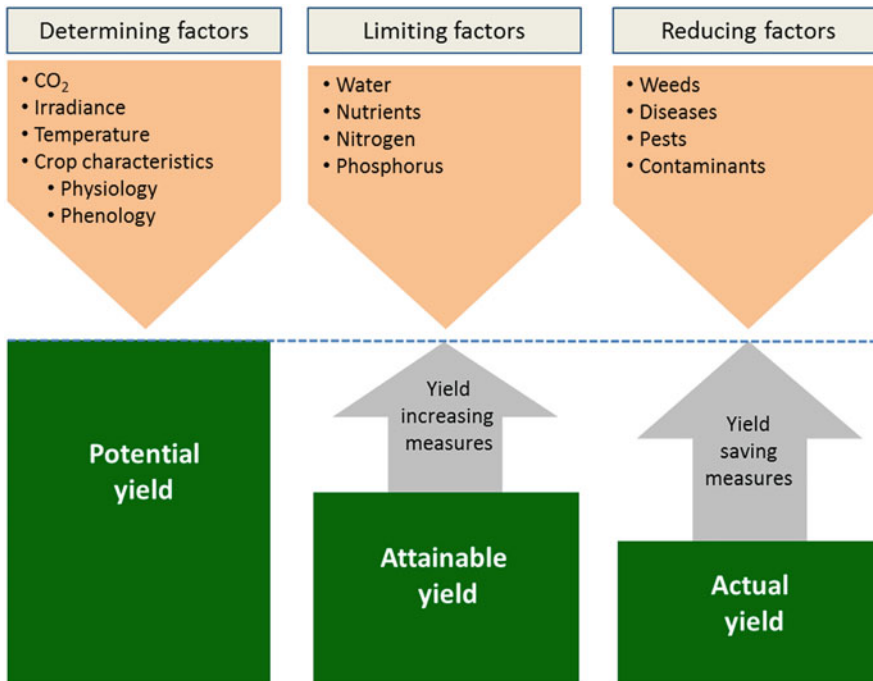 Determining factors
• CO₂
• Irradiance
• Temperature
• Crop characteristics
• Physiology
• Phenology
Limiting factors
• Water
• Nutrients
• Nitrogen
• Phosphorus
Reducing factors
• Weeds
• Diseases
• Pests
• Contaminants
Potential
yield
Yield
increasing
measures
Attainable
yield
Yield
saving
measures
Actual
yield